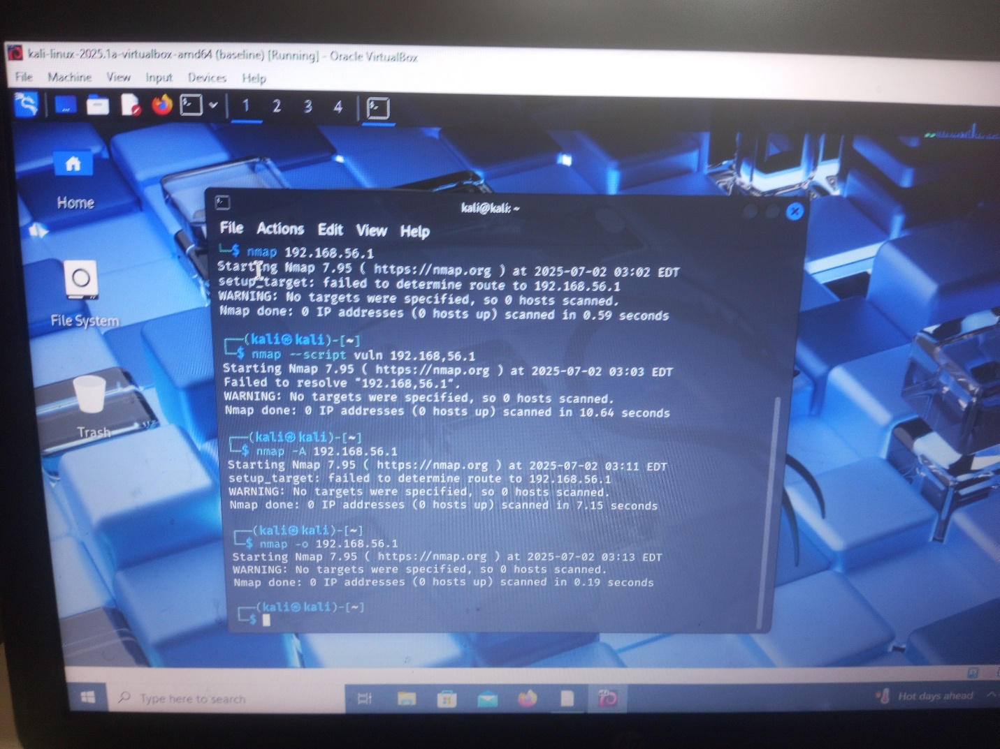 kali-linux-2025.1a-virtualbox-amd64 (baseline) [Running] - Oracle VirtualBox
File Machine View Input Devices Help
1 2 3 4
Home
File System
Trash
kali@kali: ~
File Actions Edit View Help
└─$ nmap 192.168.56.1
Starting Nmap 7.95 ( https://nmap.org ) at 2025-07-02 03:02 EDT
setup_target: failed to determine route to 192.168.56.1
WARNING: No targets were specified, so 0 hosts scanned.
Nmap done: 0 IP addresses (0 hosts up) scanned in 0.59 seconds
┌──(kali㉿kali)-[~]
└─$ nmap --script vuln 192.168,56.1
Starting Nmap 7.95 ( https://nmap.org ) at 2025-07-02 03:03 EDT
Failed to resolve "192.168,56.1".
WARNING: No targets were specified, so 0 hosts scanned.
Nmap done: 0 IP addresses (0 hosts up) scanned in 10.64 seconds
┌──(kali㉿kali)-[~]
└─$ nmap -A 192.168.56.1
Starting Nmap 7.95 ( https://nmap.org ) at 2025-07-02 03:11 EDT
setup_target: failed to determine route to 192.168.56.1
WARNING: No targets were specified, so 0 hosts scanned.
Nmap done: 0 IP addresses (0 hosts up) scanned in 7.15 seconds
┌──(kali㉿kali)-[~]
└─$ nmap -o 192.168.56.1
Starting Nmap 7.95 ( https://nmap.org ) at 2025-07-02 03:13 EDT
WARNING: No targets were specified, so 0 hosts scanned.
Nmap done: 0 IP addresses (0 hosts up) scanned in 0.19 seconds
┌──(kali㉿kali)-[~]
└─$
Type here to search
Hot days ahead